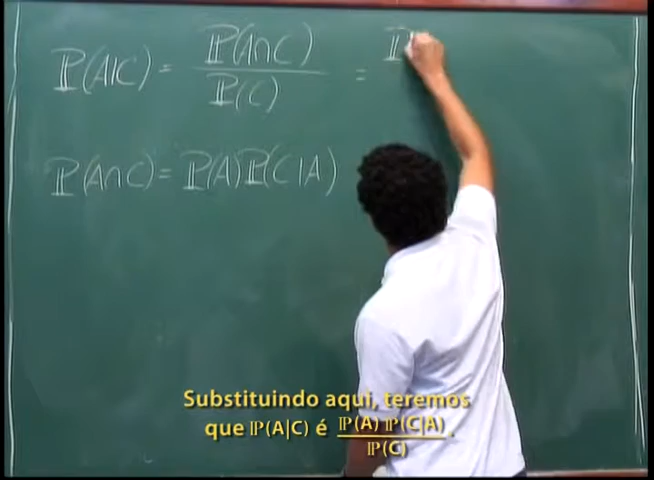 ℙ(A|C) = ℙ(A∩C) / ℙ(C) = ℙ
ℙ(A∩C) = ℙ(A)ℙ(C|A)
Substituindo aqui, teremos
que ℙ(A|C) é ℙ(A) ℙ(C|A) / ℙ(C).